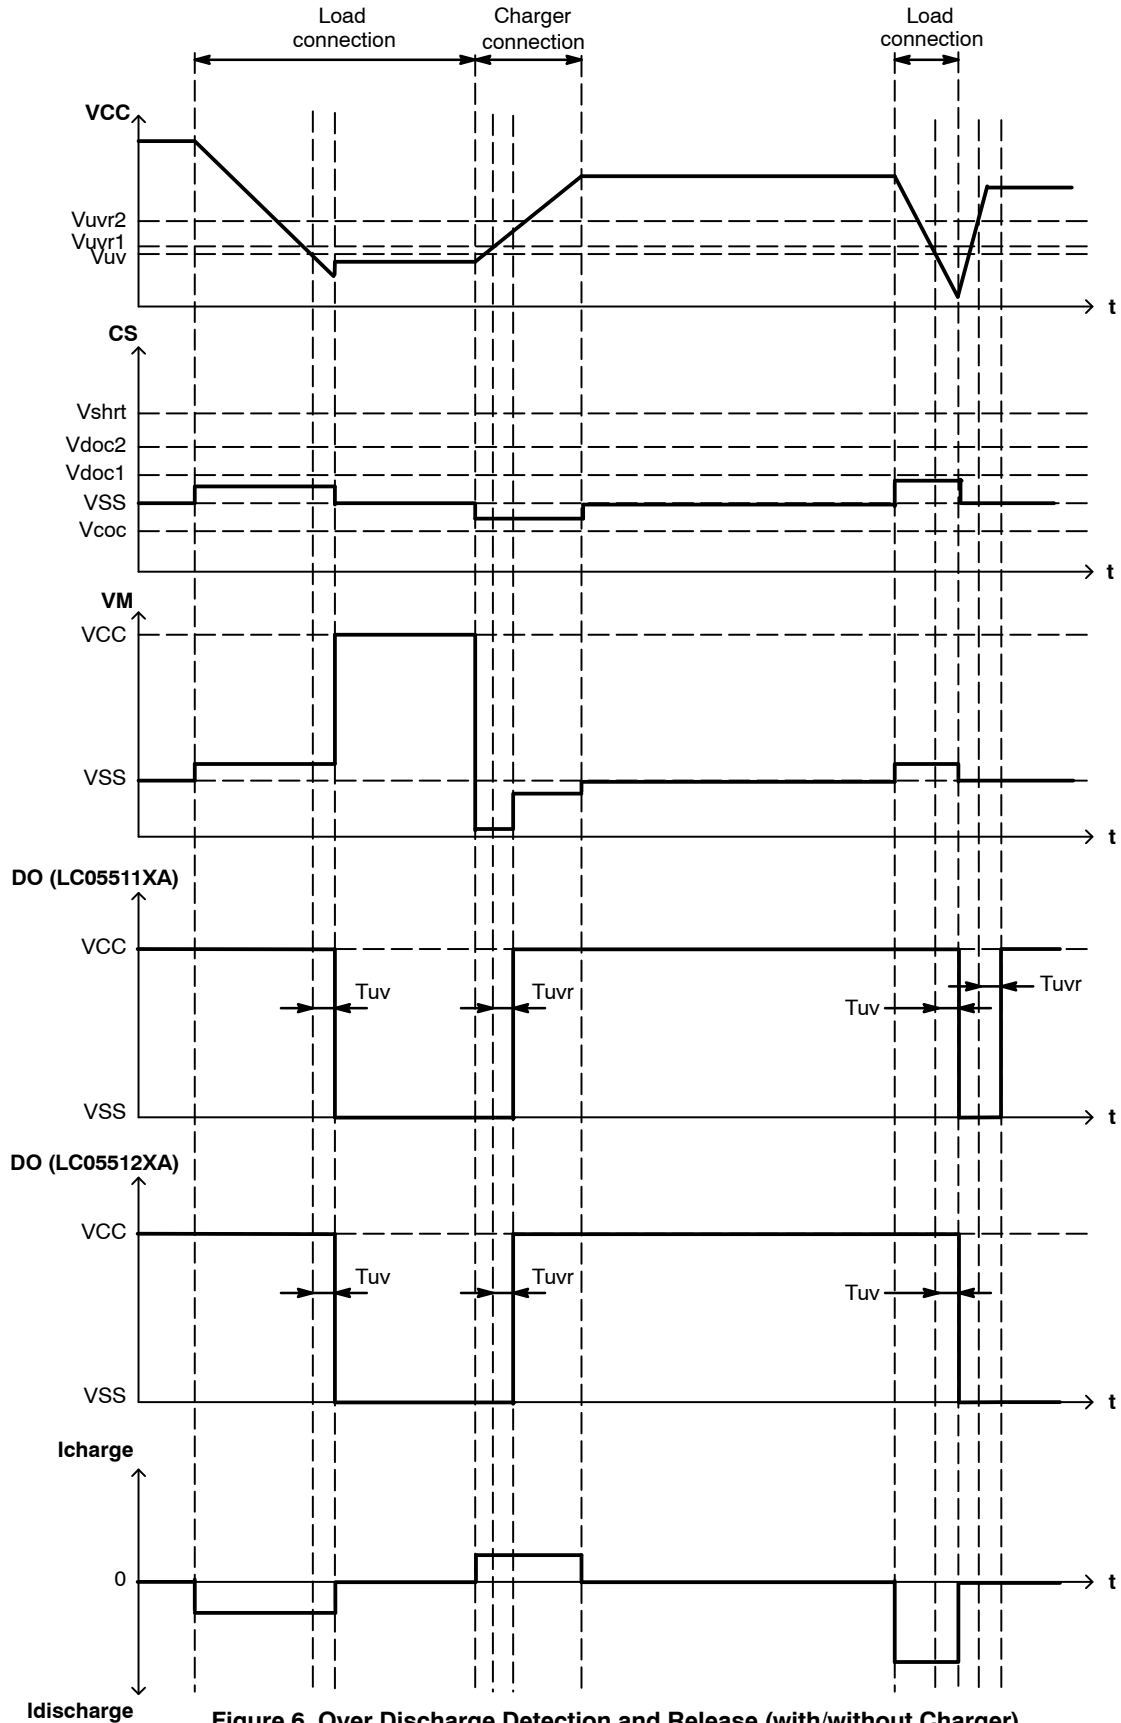 Load
connection
Charger
connection
Load
connection
VCC
Vuvr2
Vuvr1
Vuv
t
CS
Vshrt
Vdoc2
Vdoc1
VSS
Vcoc
t
VM
VCC
VSS
t
DO (LC05511XA)
VCC
Tuv
Tuvr
Tuv
Tuvr
VSS
t
DO (LC05512XA)
VCC
Tuv
Tuvr
Tuv
VSS
t
Icharge
0
t
Idischarge
Figure 6. Over Discharge Detection and Release (with/without Charger)